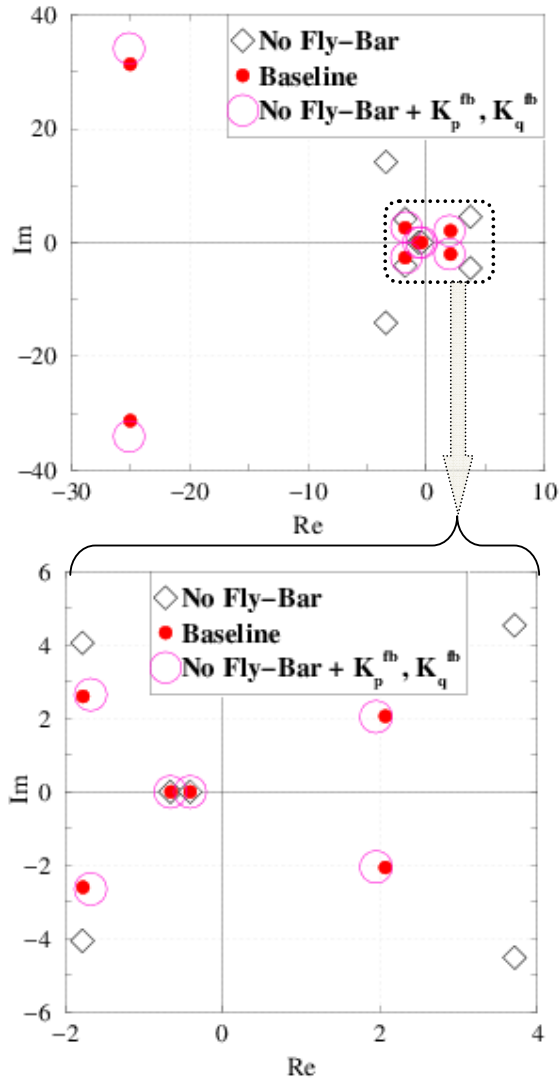 40
20
0
−20
−40
Im
No Fly−Bar
Baseline
No Fly−Bar + K_p^fb, K_q^fb
−30 −20 −10 0 10
Re
6
4
2
0
−2
−4
−6
Im
No Fly−Bar
Baseline
No Fly−Bar + K_p^fb, K_q^fb
−2 0 2 4
Re